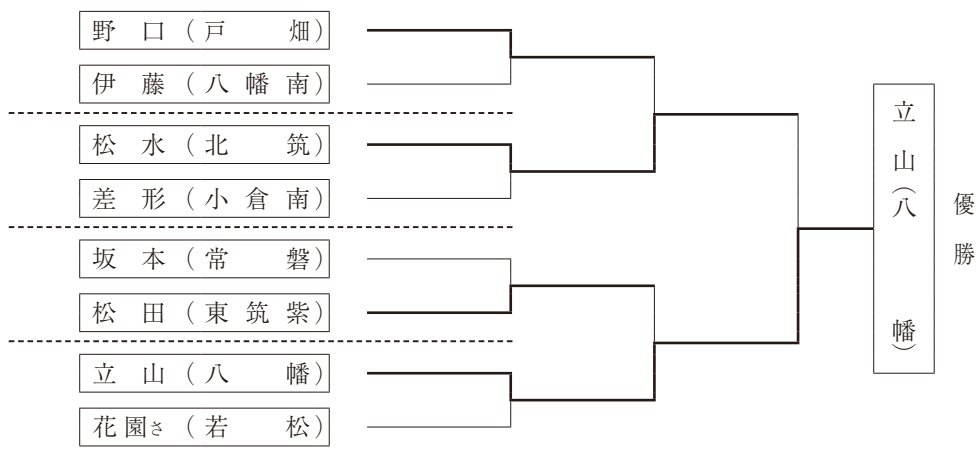 野口（戸畑）
伊藤（八幡南）
松水（北筑）
差形（小倉南）
坂本（常磐）
松田（東筑紫）
立山（八幡）
花園さ（若松）
立山（八幡）
優勝